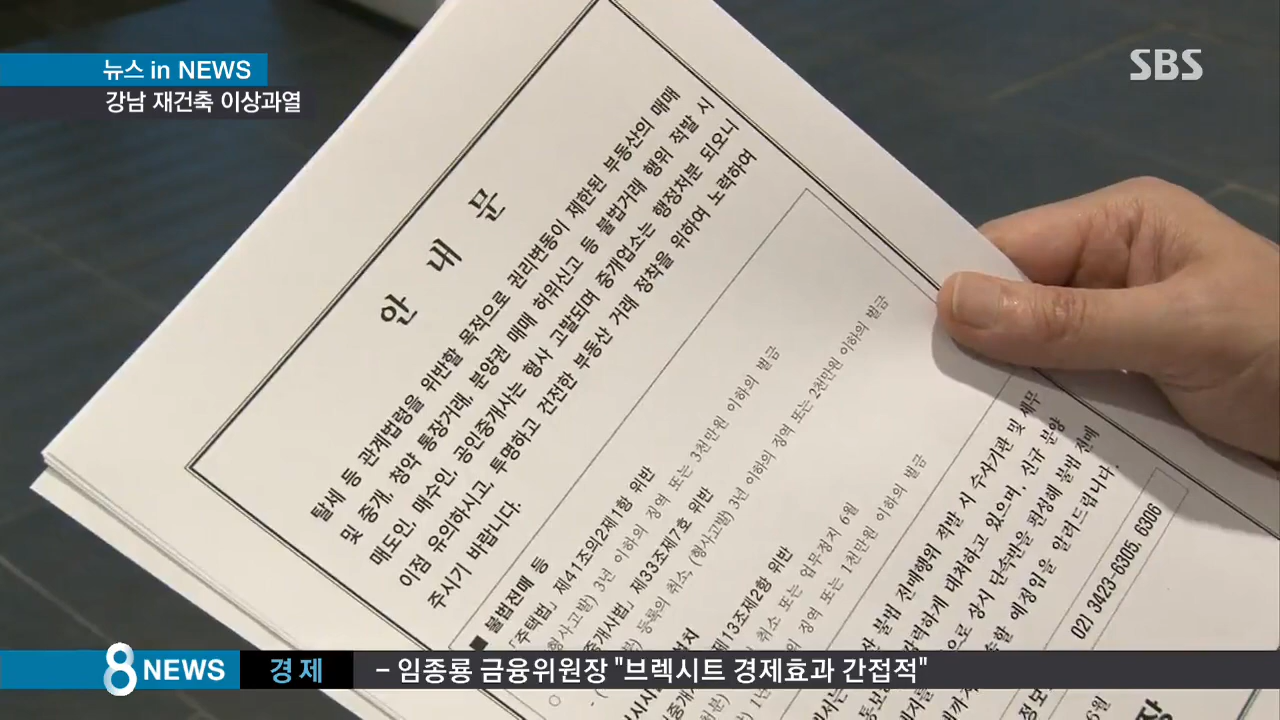 뉴스 in NEWS
강남 재건축 이상과열
SBS
안 내 문
탈세 등 관계법령을 위반할 목적으로 권리변동이 제한된 부동산의 매매
및 중개, 청약 통장거래, 분양권 매매 허위신고 등 불법거래 행위 적발 시
매도인, 매수인, 공인중개사는 형사 고발되며 중개업소는 행정처분 되오니
이점 유의하시고, 투명하고 건전한 부동산 거래 정착을 위하여 노력하여
주시기 바랍니다.
■ 불법전매 등
「주택법」 제41조의2제1항 위반
(형사고발) 3년 이하의 징역 또는 3천만원 이하의 벌금
중개사법」 제33조제7호 위반
등록의 취소, (형사고발) 3년 이하의 징역 또는 2천만원 이하의 벌금
제13조제2항 위반
취소 또는 업무정지 6월
의 징역 또는 1천만원 이하의 벌금
불법 전매행위 적발 시 수사기관 및 세무
강력하게 대처하고 있으며, 신규 분양
으로 상시 단속반을 편성해 불법 전매
할 예정임을 알려드립니다.
02) 3423-6305, 6306
8 NEWS
경 제
- 임종룡 금융위원장 "브렉시트 경제효과 간접적"